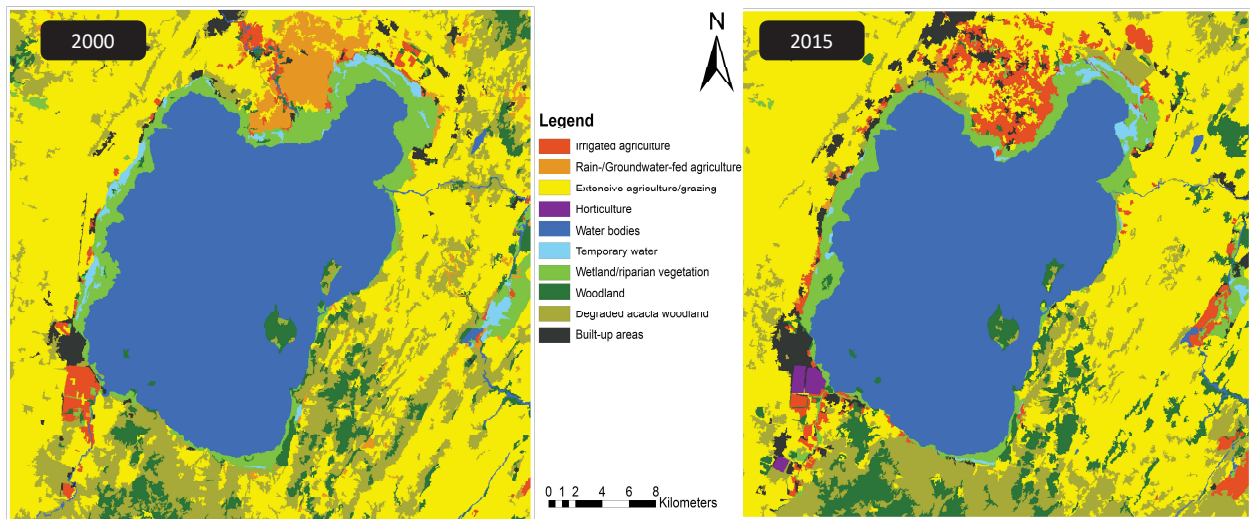 2000
N
2015
Legend
Irrigated agriculture
Rain-/Groundwater-fed agriculture
Extensive agriculture/grazing
Horticulture
Water bodies
Temporary water
Wetland/riparian vegetation
Woodland
Degraded acacia woodland
Built-up areas
0 1 2 4 6 8
Kilometers